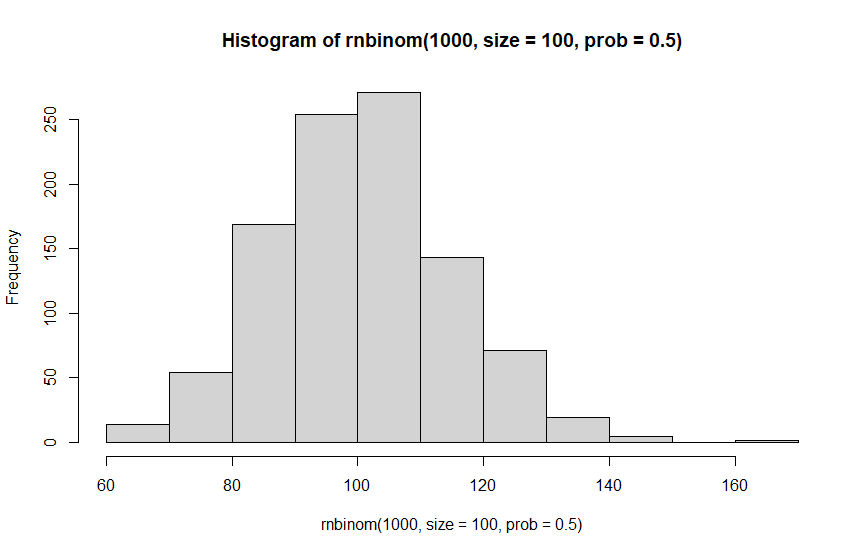 Histogram of rnbinom(1000, size = 100, prob = 0.5)
Frequency
250
200
150
100
50
0
60 80 100 120 140 160
rnbinom(1000, size = 100, prob = 0.5)